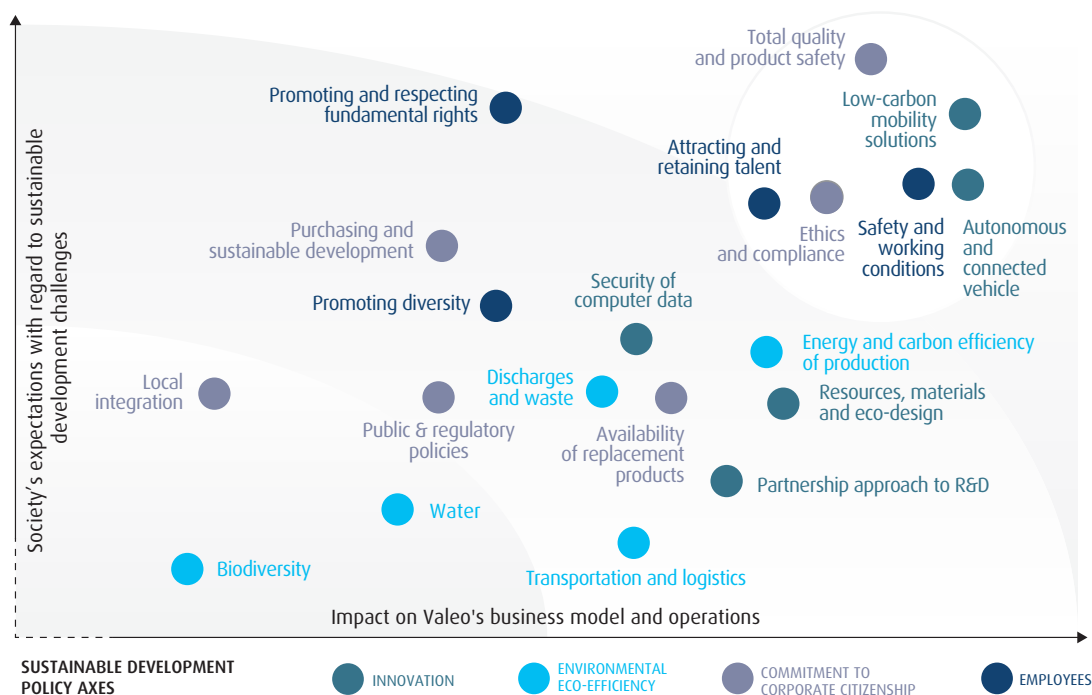 Total quality
and product safety
Promoting and respecting
fundamental rights
Low-carbon
mobility
solutions
Attracting and
retaining talent
Ethics
and compliance
Safety and
working
conditions
Autonomous
and
connected
vehicle
Purchasing and
sustainable development
Security of
computer data
Promoting diversity
Energy and carbon efficiency
of production
Local
integration
Discharges
and waste
Resources, materials
and eco-design
Public & regulatory
policies
Availability
of replacement
products
Partnership approach to R&D
Water
Biodiversity
Transportation and logistics
Society's expectations with regard to sustainable
development challenges
Impact on Valeo's business model and operations
SUSTAINABLE DEVELOPMENT
POLICY AXES
INNOVATION
ENVIRONMENTAL
ECO-EFFICIENCY
COMMITMENT TO
CORPORATE CITIZENSHIP
EMPLOYEES